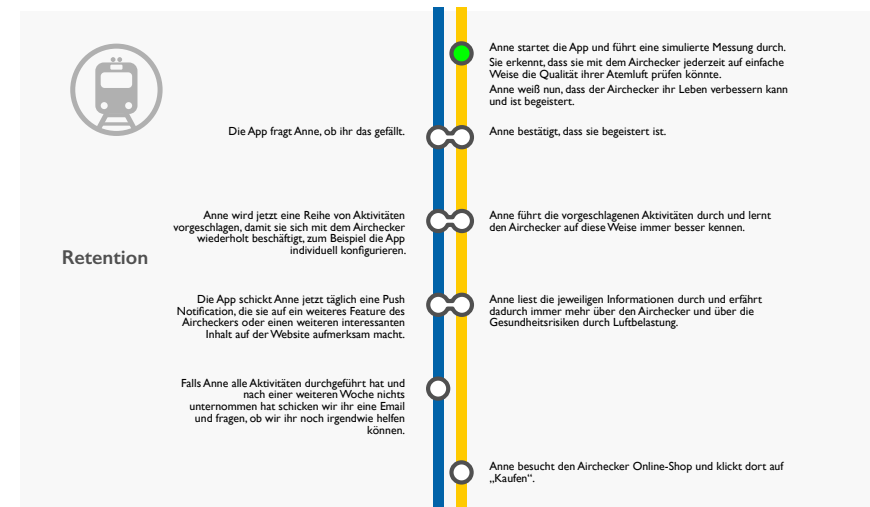 Anne startet die App und führt eine simulierte Messung durch.
Sie erkennt, dass sie mit dem Airchecker jederzeit auf einfache
Weise die Qualität ihrer Atemluft prüfen könnte.
Anne weiß nun, dass der Airchecker ihr Leben verbessern kann
und ist begeistert.
Die App fragt Anne, ob ihr das gefällt.
Anne bestätigt, dass sie begeistert ist.
Anne wird jetzt eine Reihe von Aktivitäten
vorgeschlagen, damit sie sich mit dem Airchecker
wiederholt beschäftigt, zum Beispiel die App
individuell konfigurieren.
Anne führt die vorgeschlagenen Aktivitäten durch und lernt
den Airchecker auf diese Weise immer besser kennen.
Retention
Die App schickt Anne jetzt täglich eine Push
Notification, die sie auf ein weiteres Feature des
Aircheckers oder einen weiteren interessanten
Inhalt auf der Website aufmerksam macht.
Anne liest die jeweiligen Informationen durch und erfährt
dadurch immer mehr über den Airchecker und über die
Gesundheitsrisiken durch Luftbelastung.
Falls Anne alle Aktivitäten durchgeführt hat und
nach einer weiteren Woche nichts
unternommen hat schicken wir ihr eine Email
und fragen, ob wir ihr noch irgendwie helfen
können.
Anne besucht den Airchecker Online-Shop und klickt dort auf
„Kaufen“.